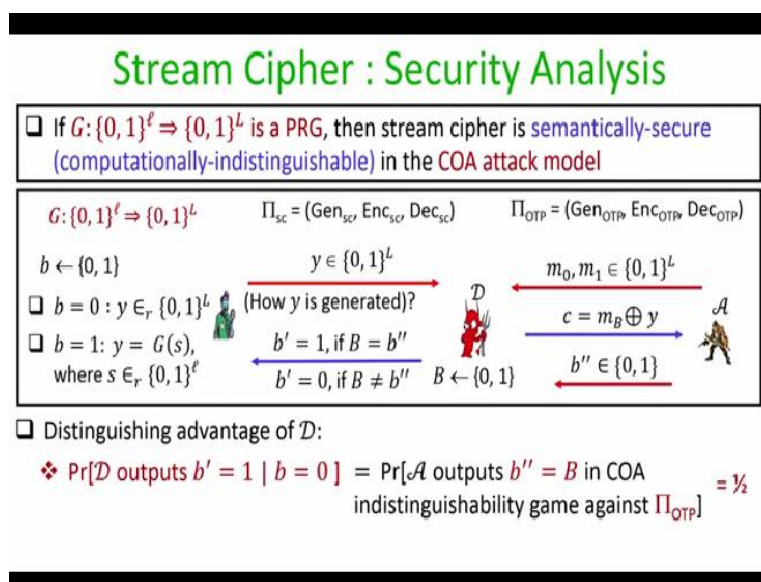 Stream Cipher : Security Analysis
❑ If G: {0, 1}^ℓ ⇒ {0, 1}^L is a PRG, then stream cipher is semantically-secure
(computationally-indistinguishable) in the COA attack model
G: {0, 1}^ℓ ⇒ {0, 1}^L
Π_sc = (Gen_sc, Enc_sc, Dec_sc)
Π_OTP = (Gen_OTP, Enc_OTP, Dec_OTP)
b ← {0, 1}
❑ b = 0 : y ∈_r {0, 1}^L
❑ b = 1: y = G(s),
where s ∈_r {0, 1}^ℓ
y ∈ {0, 1}^L
(How y is generated)?
b′ = 1, if B = b′′
b′ = 0, if B ≠ b′′
𝒟
B ← {0, 1}
m_0, m_1 ∈ {0, 1}^L
c = m_B ⊕ y
b′′ ∈ {0, 1}
𝒜
❑ Distinguishing advantage of 𝒟:
❖ Pr[𝒟 outputs b′ = 1 | b = 0 ] = Pr[𝒜 outputs b′′ = B in COA
indistinguishability game against Π_OTP] = ½